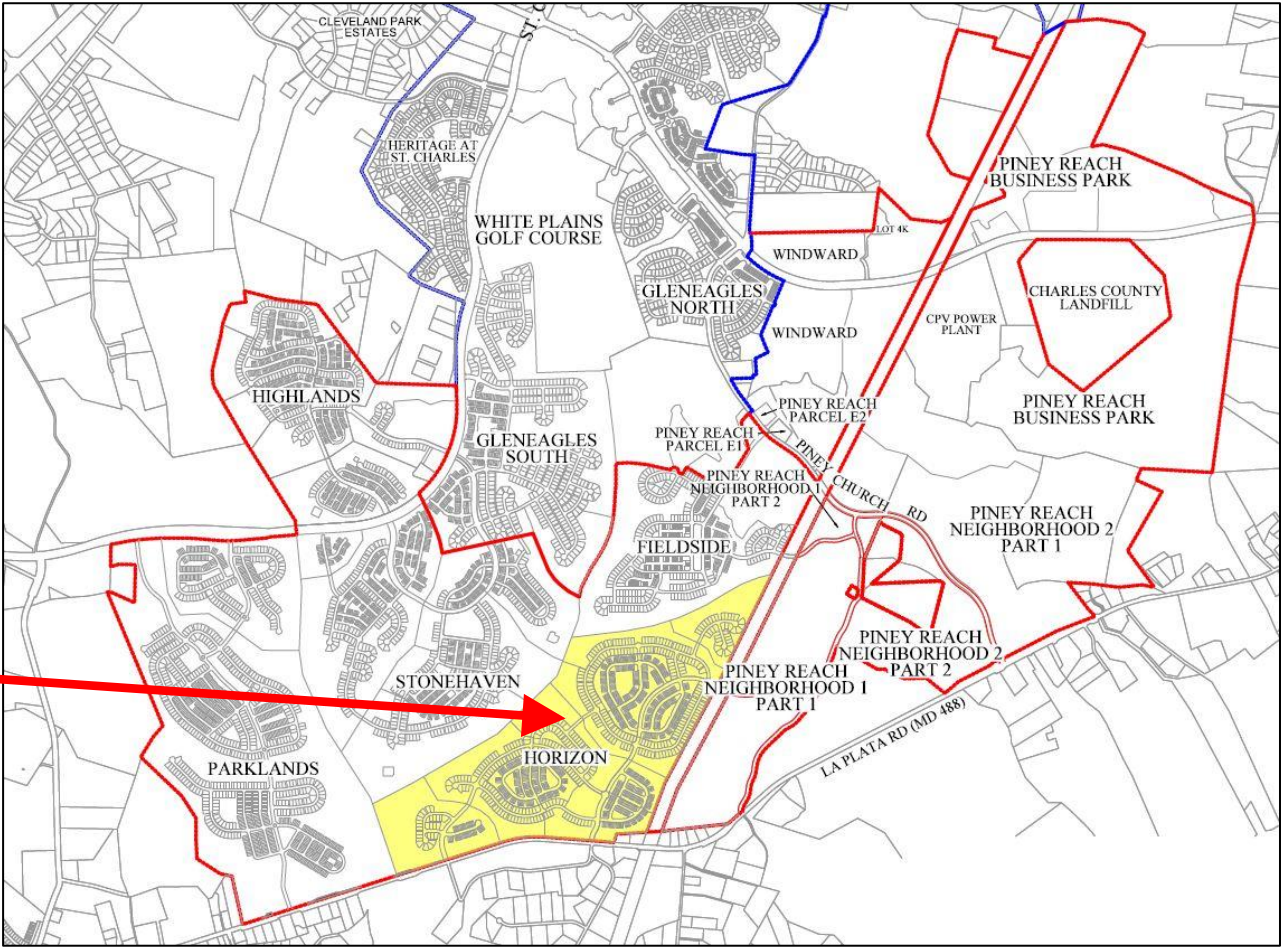 CLEVELAND PARK
ESTATES
ST.
HERITAGE AT
ST. CHARLES
WHITE PLAINS
GOLF COURSE
PINEY REACH
BUSINESS PARK
LOT 4K
WINDWARD
GLENEAGLES
NORTH
CHARLES COUNTY
LANDFILL
CPV POWER
PLANT
WINDWARD
HIGHLANDS
PINEY REACH
PARCEL E2
PINEY REACH
BUSINESS PARK
GLENEAGLES
SOUTH
PINEY REACH
PARCEL E1
PINEY CHURCH RD
PINEY REACH
NEIGHBORHOOD 1
PART 2
PINEY REACH
NEIGHBORHOOD 2
PART 1
FIELDSIDE
PINEY REACH
NEIGHBORHOOD 2
PART 2
STONEHAVEN
PINEY REACH
NEIGHBORHOOD 1
PART 1
LA PLATA RD (MD 488)
HORIZON
PARKLANDS